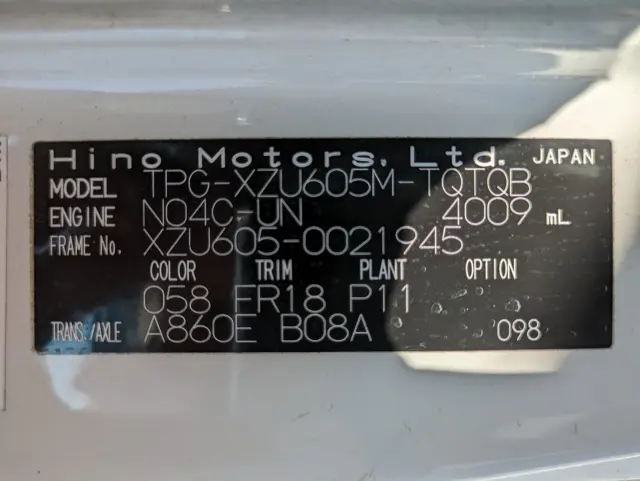 Hino Motors, Ltd. JAPAN
MODEL TPG-XZU605M-TQTQB
ENGINE N04C-UN 4009 mL
FRAME No. XZU605-0021945
COLOR TRIM PLANT OPTION
058 FR18 P11
TRANS./AXLE A860E B08A 098